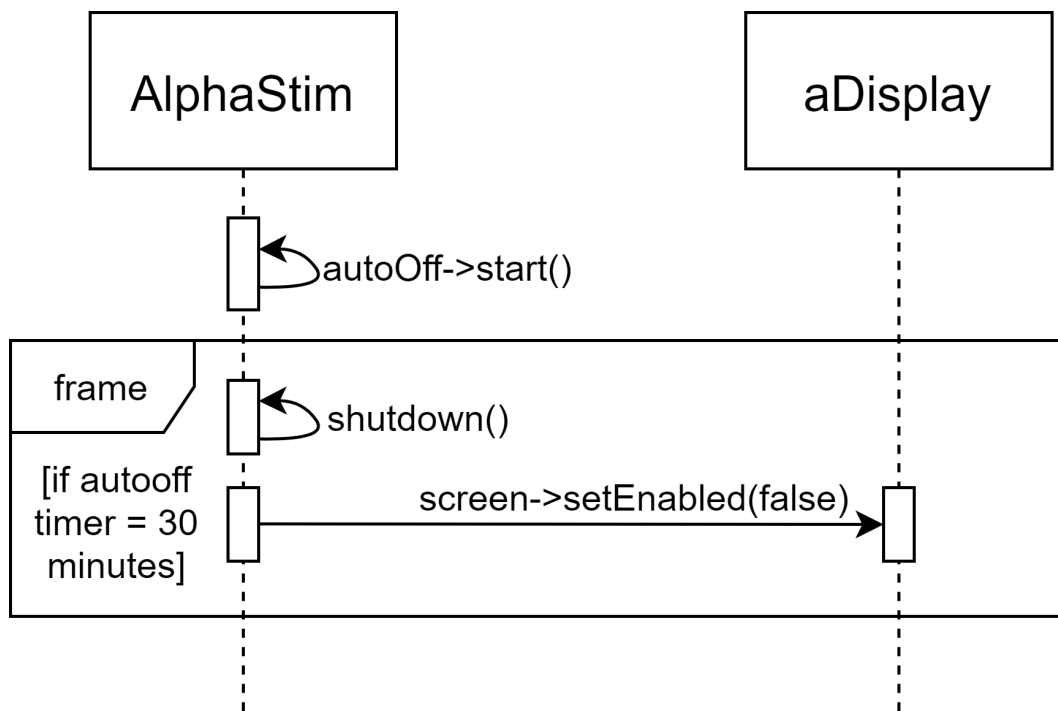 AlphaStim
aDisplay
autoOff->start()
frame
shutdown()
[if autooff
timer = 30
minutes]
screen->setEnabled(false)